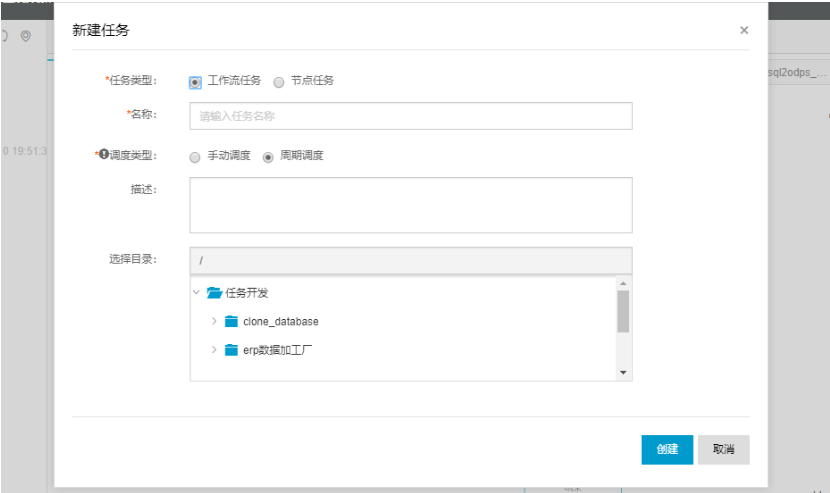 新建任务
×
*任务类型: 工作流任务 节点任务
sql2odps_...
*名称: 请输入任务名称
0 19:51:3
*调度类型: 手动调度 周期调度
描述:
选择目录: /
任务开发
clone_database
erp数据加工厂
创建 取消